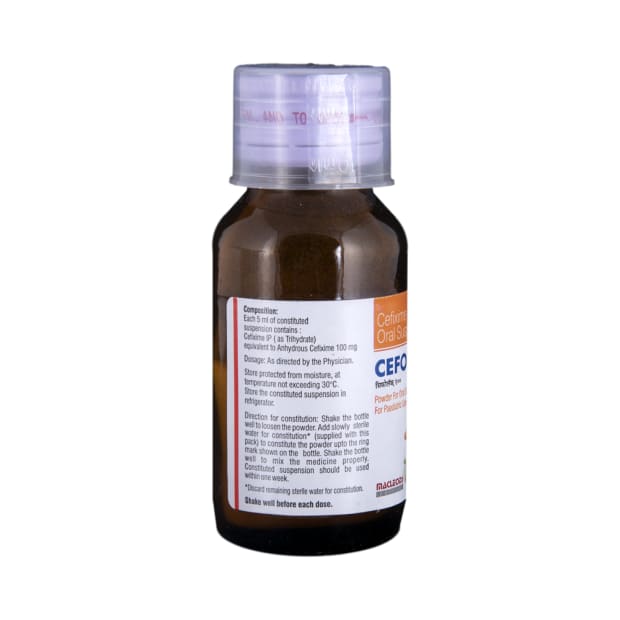 Composition:
Each 5 ml of constituted
suspension contains :
Cefixime IP ( as Trihydrate)
equivalent to Anhydrous Cefixime 100 mg
Dosage: As directed by the Physician.
Store protected from moisture, at
temperature not exceeding 30°C.
Store the constituted suspension in
refrigerator.
Direction for constitution: Shake the bottle
well to loosen the powder. Add slowly sterile
water for constitution* (supplied with this
pack) to constitute the powder upto the ring
mark shown on the bottle. Shake the bottle
well to mix the medicine properly.
Constituted suspension should be used
within one week.
*Discard remaining sterile water for constitution.
Shake well before each dose.
Cefixime
Oral Sus
CEFO
Powder For Oral
For Paediatric
MACLEODS